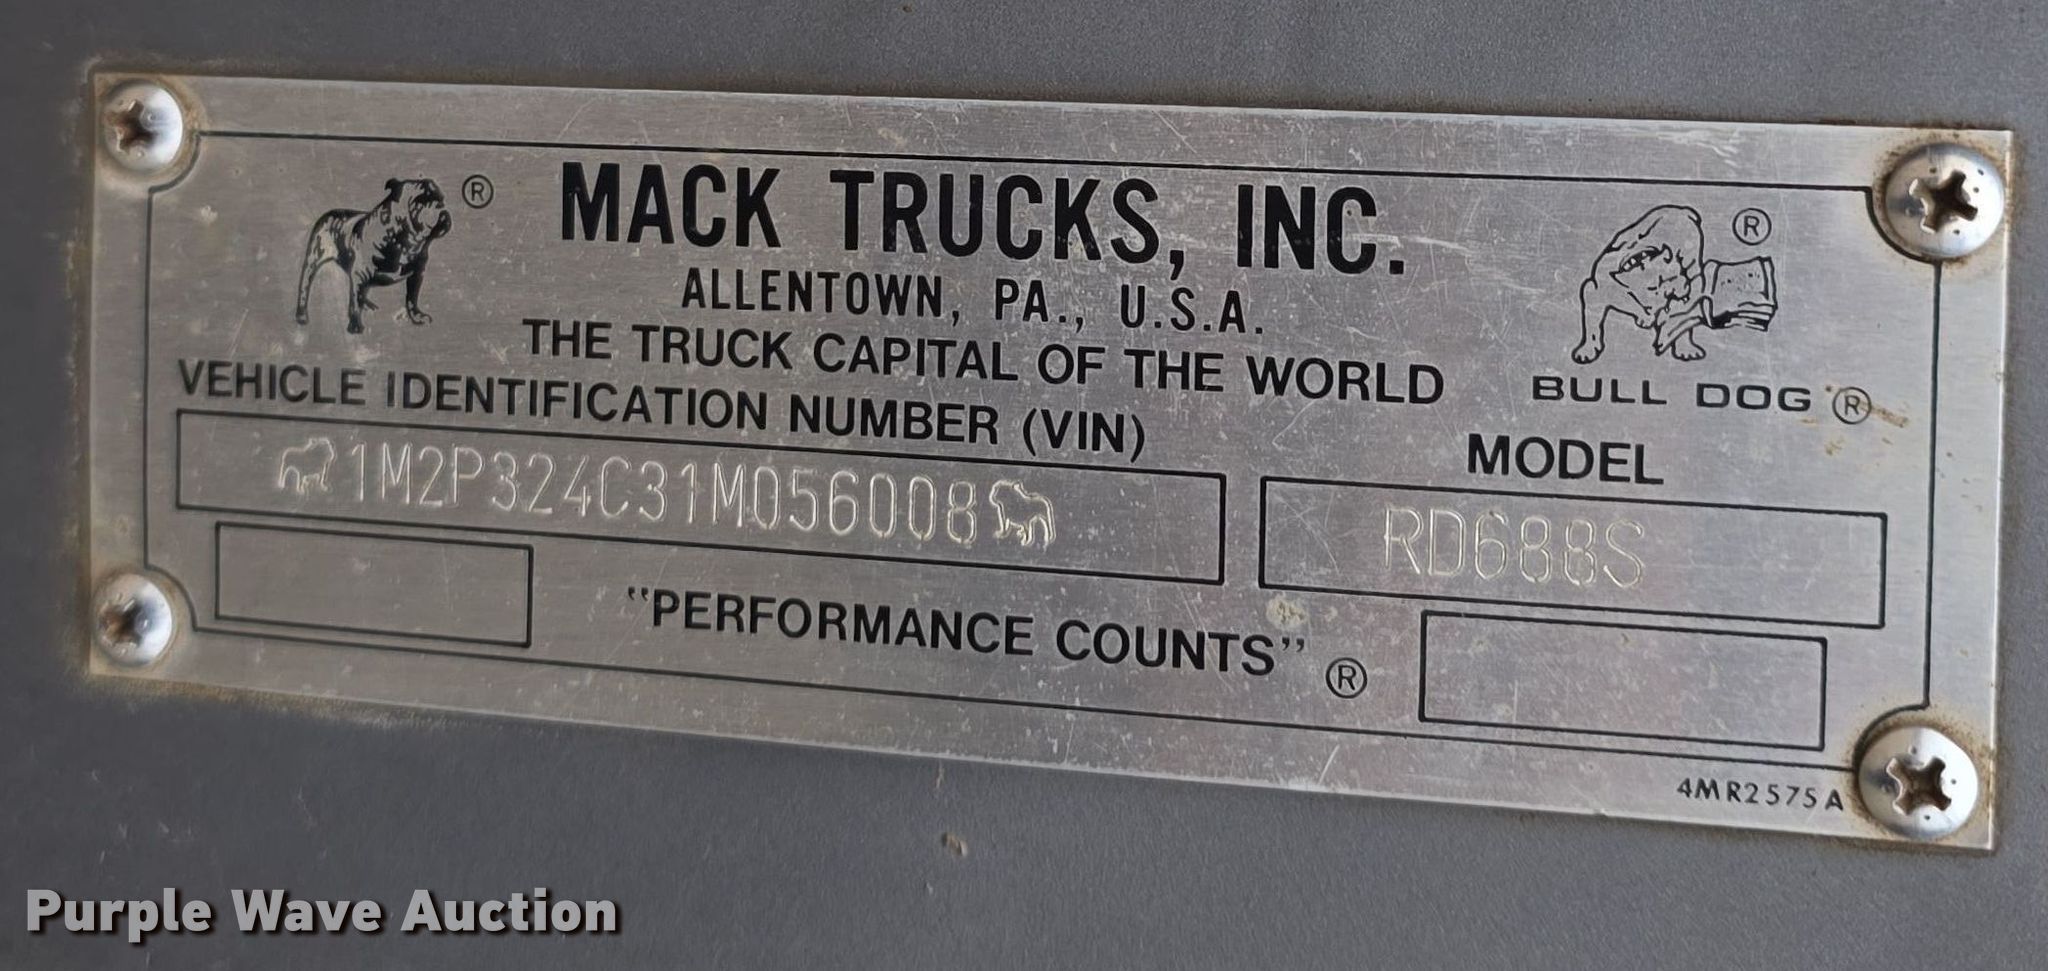 ®
MACK TRUCKS, INC.
®
ALLENTOWN, PA., U.S.A.
THE TRUCK CAPITAL OF THE WORLD
BULL DOG ®
VEHICLE IDENTIFICATION NUMBER (VIN)
MODEL
1M2P324C31M056008
RD688S
"PERFORMANCE COUNTS" ®
4MR2575A
Purple Wave Auction